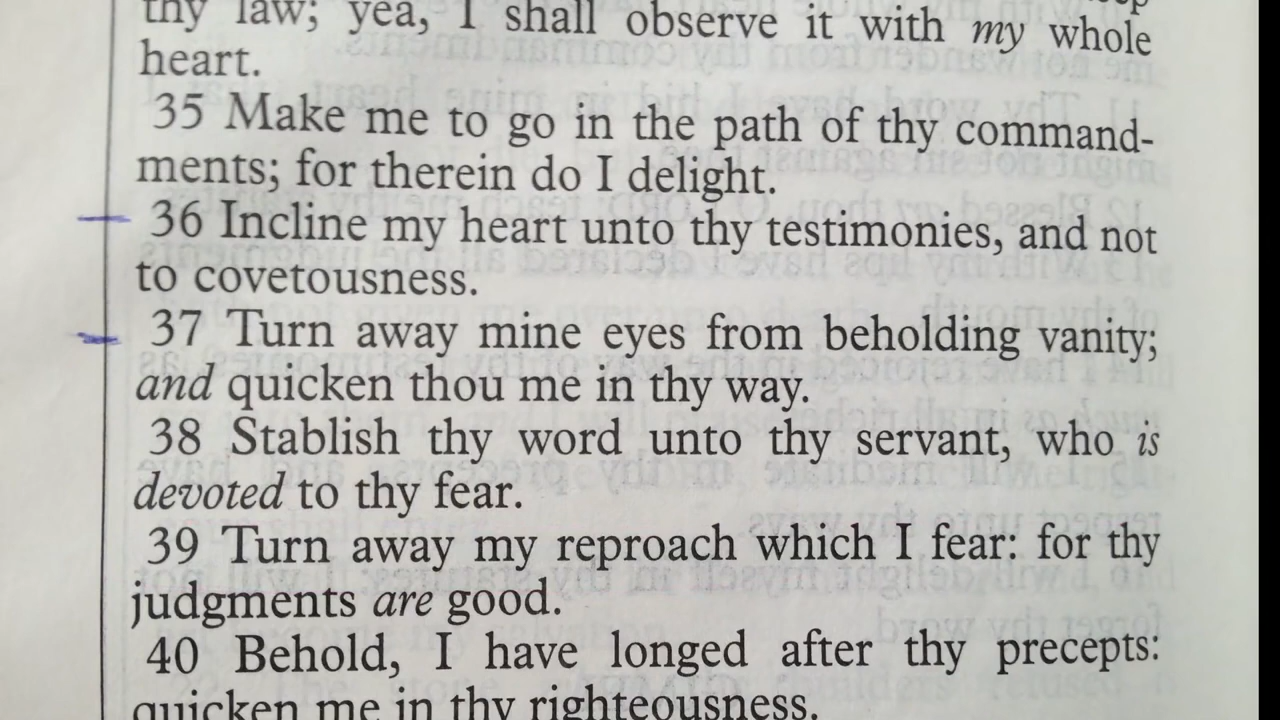 thy law; yea, I shall observe it with my whole
heart.
35 Make me to go in the path of thy command-
ments; for therein do I delight.
36 Incline my heart unto thy testimonies, and not
to covetousness.
37 Turn away mine eyes from beholding vanity;
and quicken thou me in thy way.
38 Stablish thy word unto thy servant, who is
devoted to thy fear.
39 Turn away my reproach which I fear: for thy
judgments are good.
40 Behold, I have longed after thy precepts:
quicken me in thy righteousness.